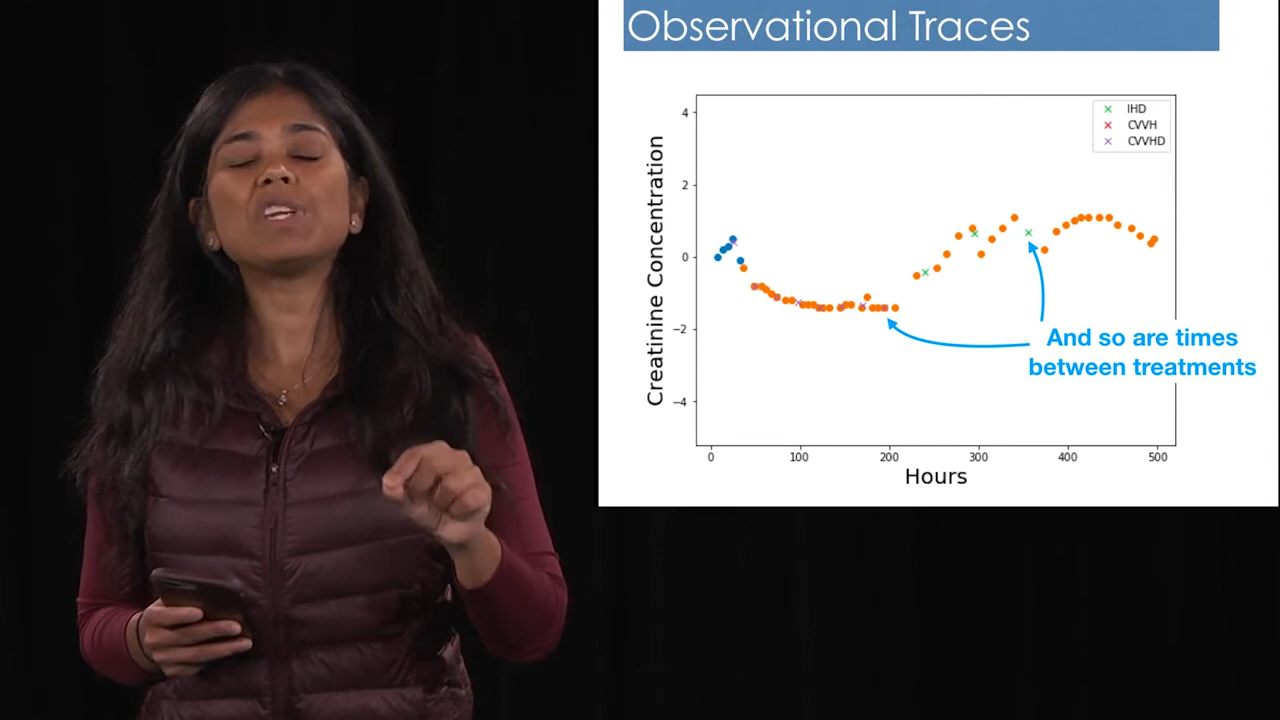 Observational Traces
IHD
CVVH
CVVHD
Creatinine Concentration
4
2
0
−2
−4
And so are times
between treatments
0 100 200 300 400 500
Hours